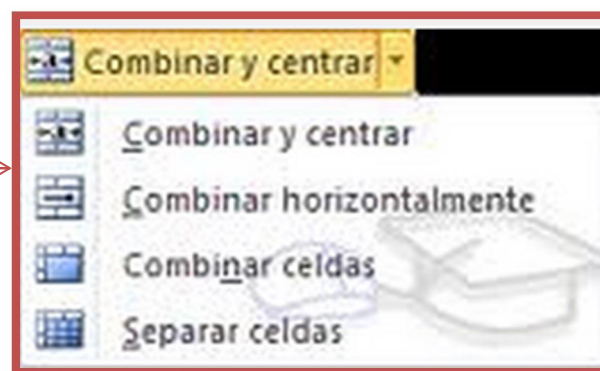 Combinar y centrar
Combinar y centrar
Combinar horizontalmente
Combinar celdas
Separar celdas